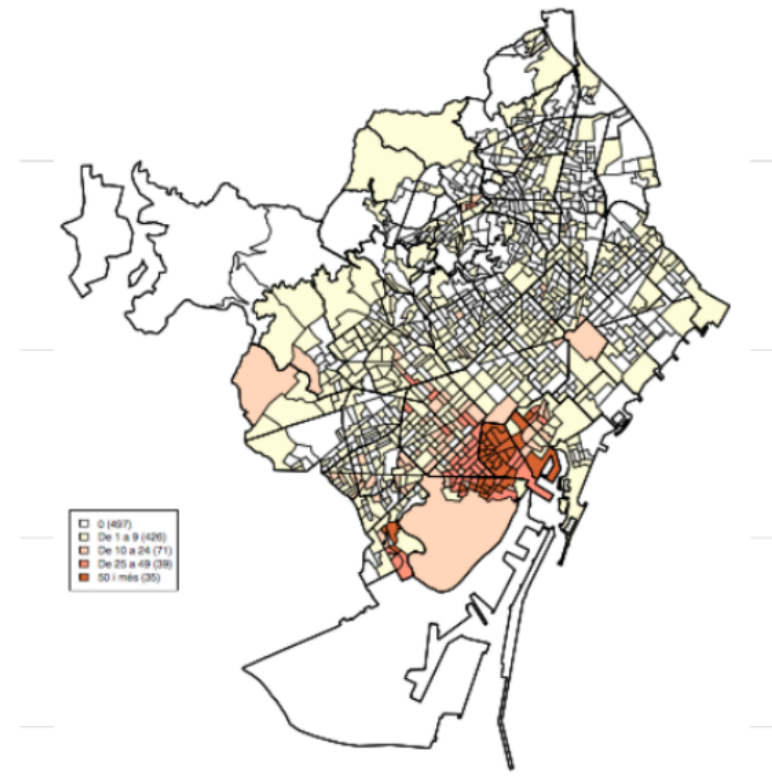 0 (497)
De 1 a 9 (426)
De 10 a 24 (71)
De 25 a 49 (39)
50 i més (35)